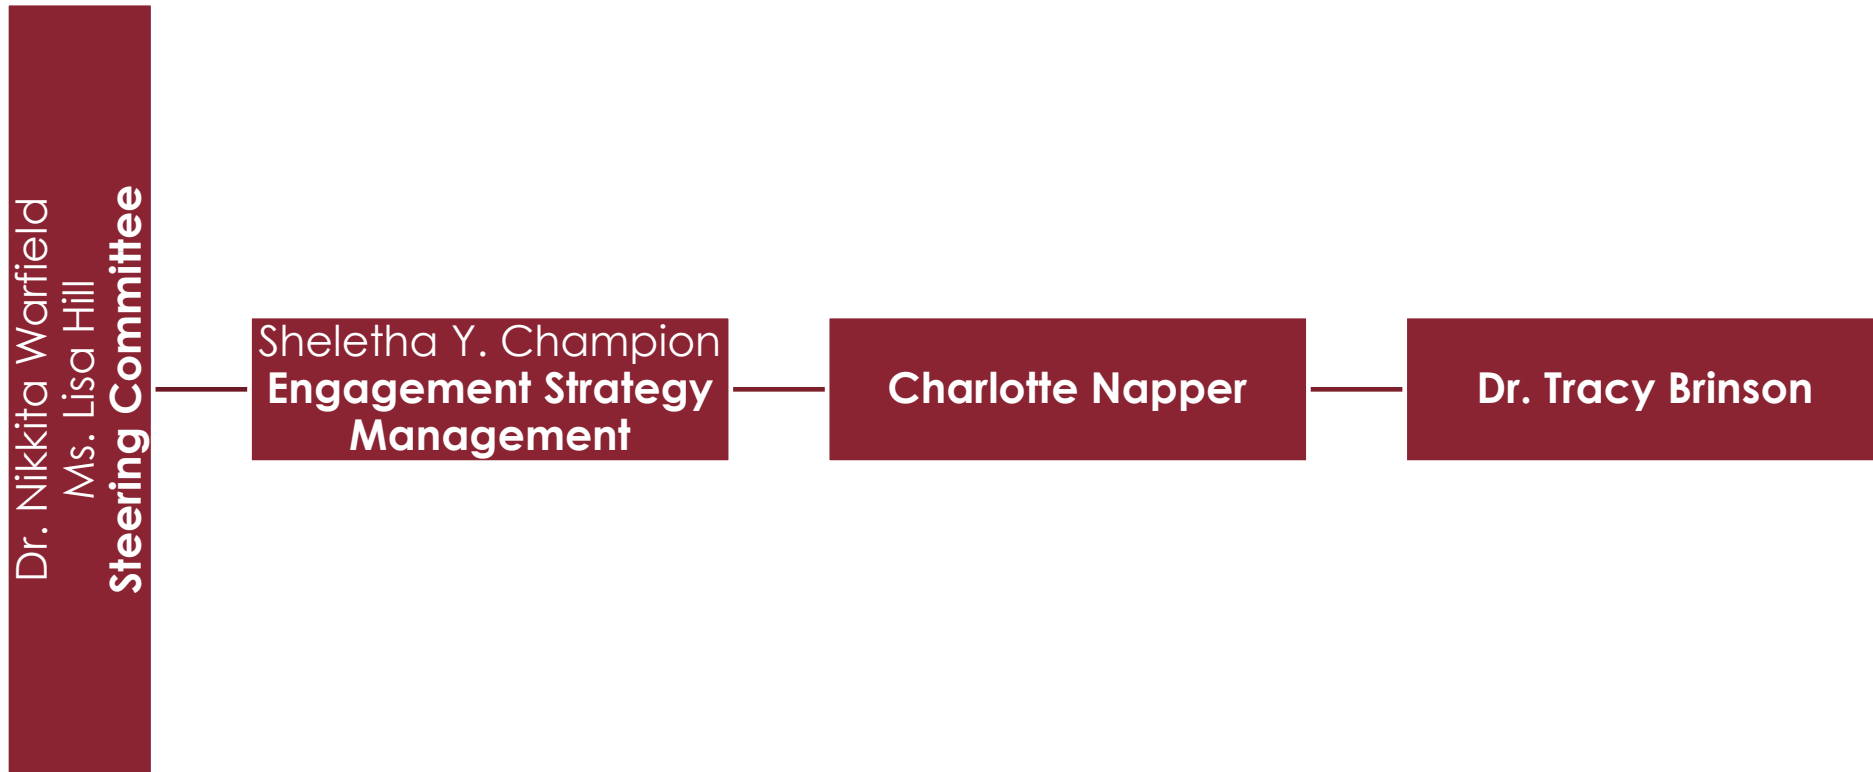 Dr. Nikkita Warfield
Ms. Lisa Hill
Steering Committee
Sheletha Y. Champion
Engagement Strategy
Management
Charlotte Napper
Dr. Tracy Brinson